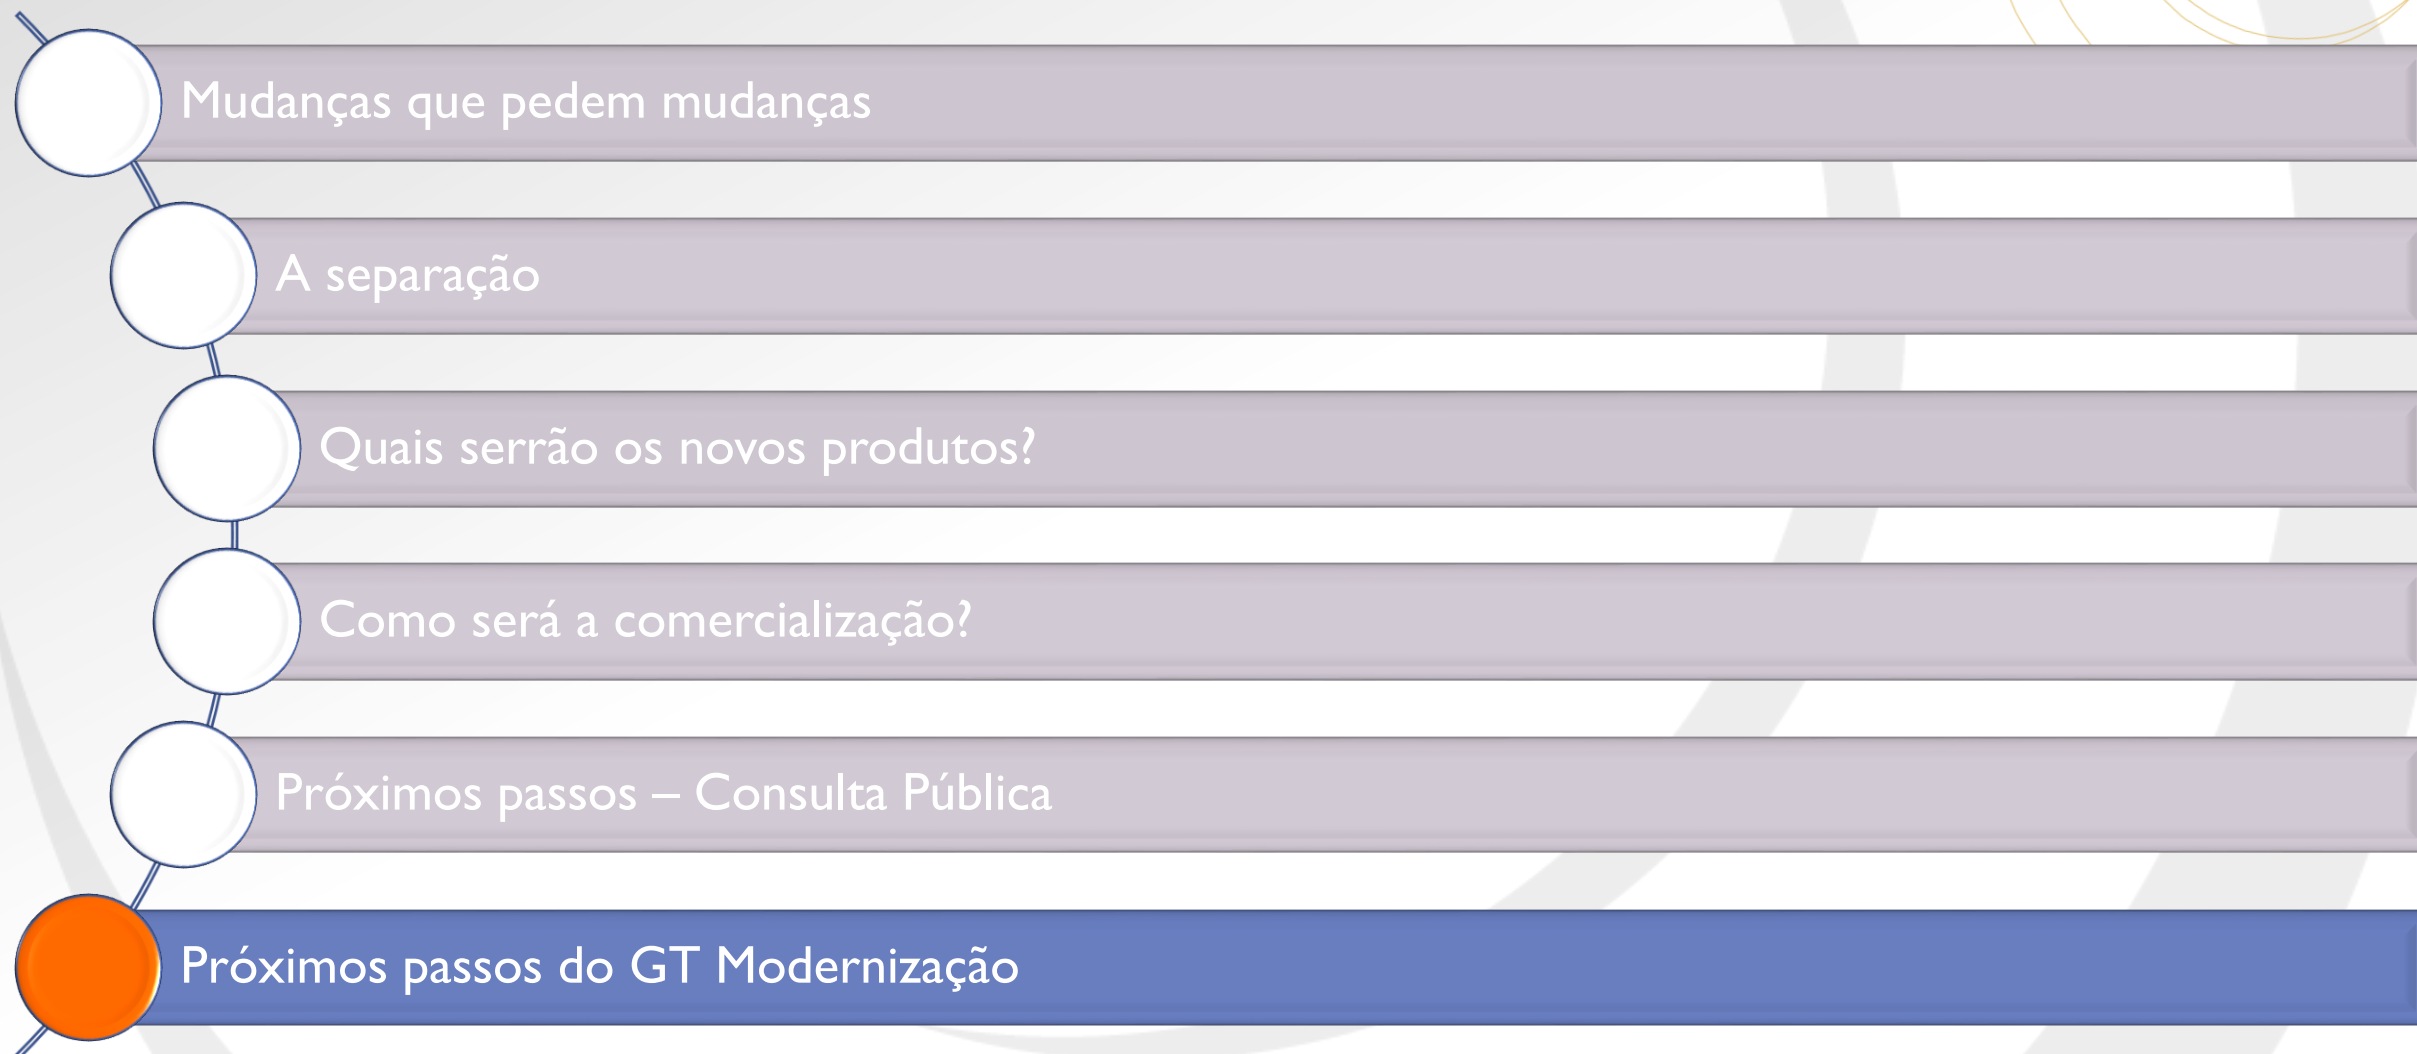 Mudanças que pedem mudanças
A separação
Quais serrão os novos produtos?
Como será a comercialização?
Próximos passos – Consulta Pública
Próximos passos do GT Modernização